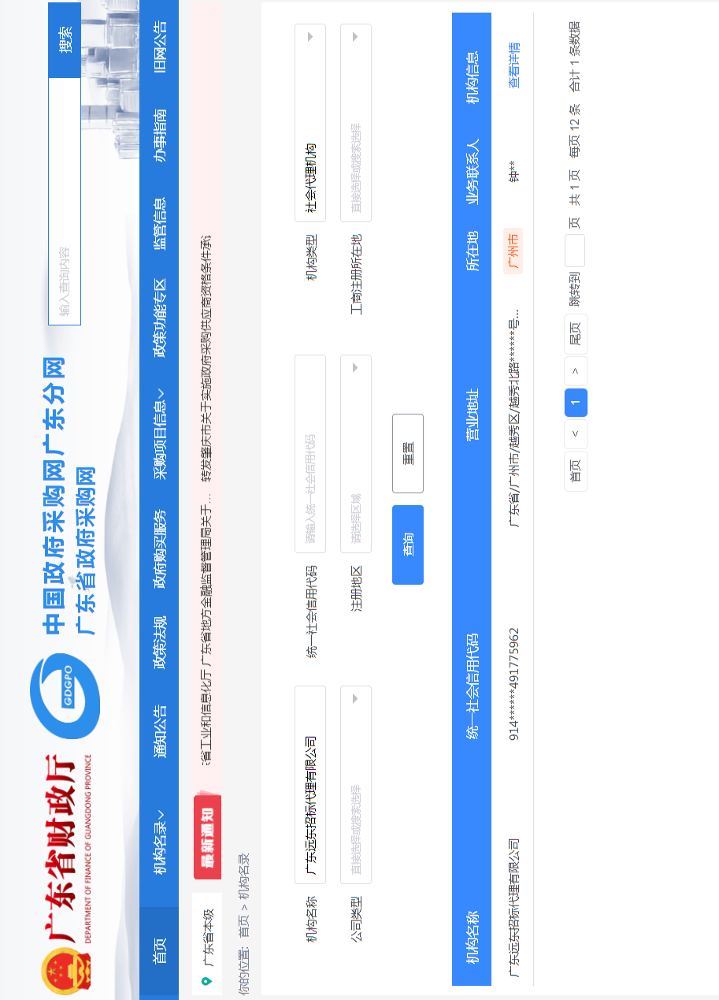 广东省财政厅
DEPARTMENT OF FINANCE OF GUANGDONG PROVINCE
GDGPO
中国政府采购网广东分网
广东省政府采购网
输入查询内容 搜索
首页 机构名录 通知公告 政策法规 政府购买服务 采购项目信息 政策功能专区 监管信息 办事指南 旧网公告
广东省本级 最新通知 省工业和信息化厅 广东省地方金融监督管理局关于... 转发肇庆市关于实施政府采购供应商资格条件承
你的位置: 首页 > 机构名录
机构名称 广东远东招标代理有限公司 统一社会信用代码 请输入统一社会信用代码 机构类型 社会代理机构
公司类型 直接选择或搜索选择 注册地区 请选择区域 工商注册所在地 直接选择或搜索选择
查询 重置
机构名称 统一社会信用代码 营业地址 所在地 业务联系人 机构信息
广东远东招标代理有限公司 914******491775962 广东省/广州市/越秀区/越秀北路******号... 广州市 钟** 查看详情
首页 < 1 > 尾页 跳转到 页 共 1 页 每页 12 条 合计 1 条数据